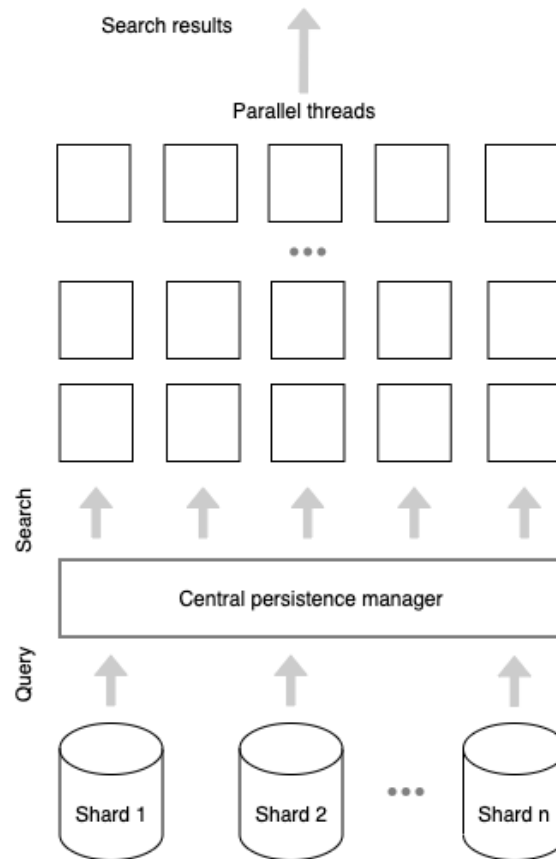 Search results
Parallel threads
Search
Central persistence manager
Query
Shard 1
Shard 2
Shard n